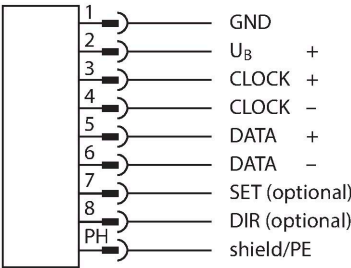 1 GND
2 U_B +
3 CLOCK +
4 CLOCK –
5 DATA +
6 DATA –
7 SET (optional)
8 DIR (optional)
PH shield/PE